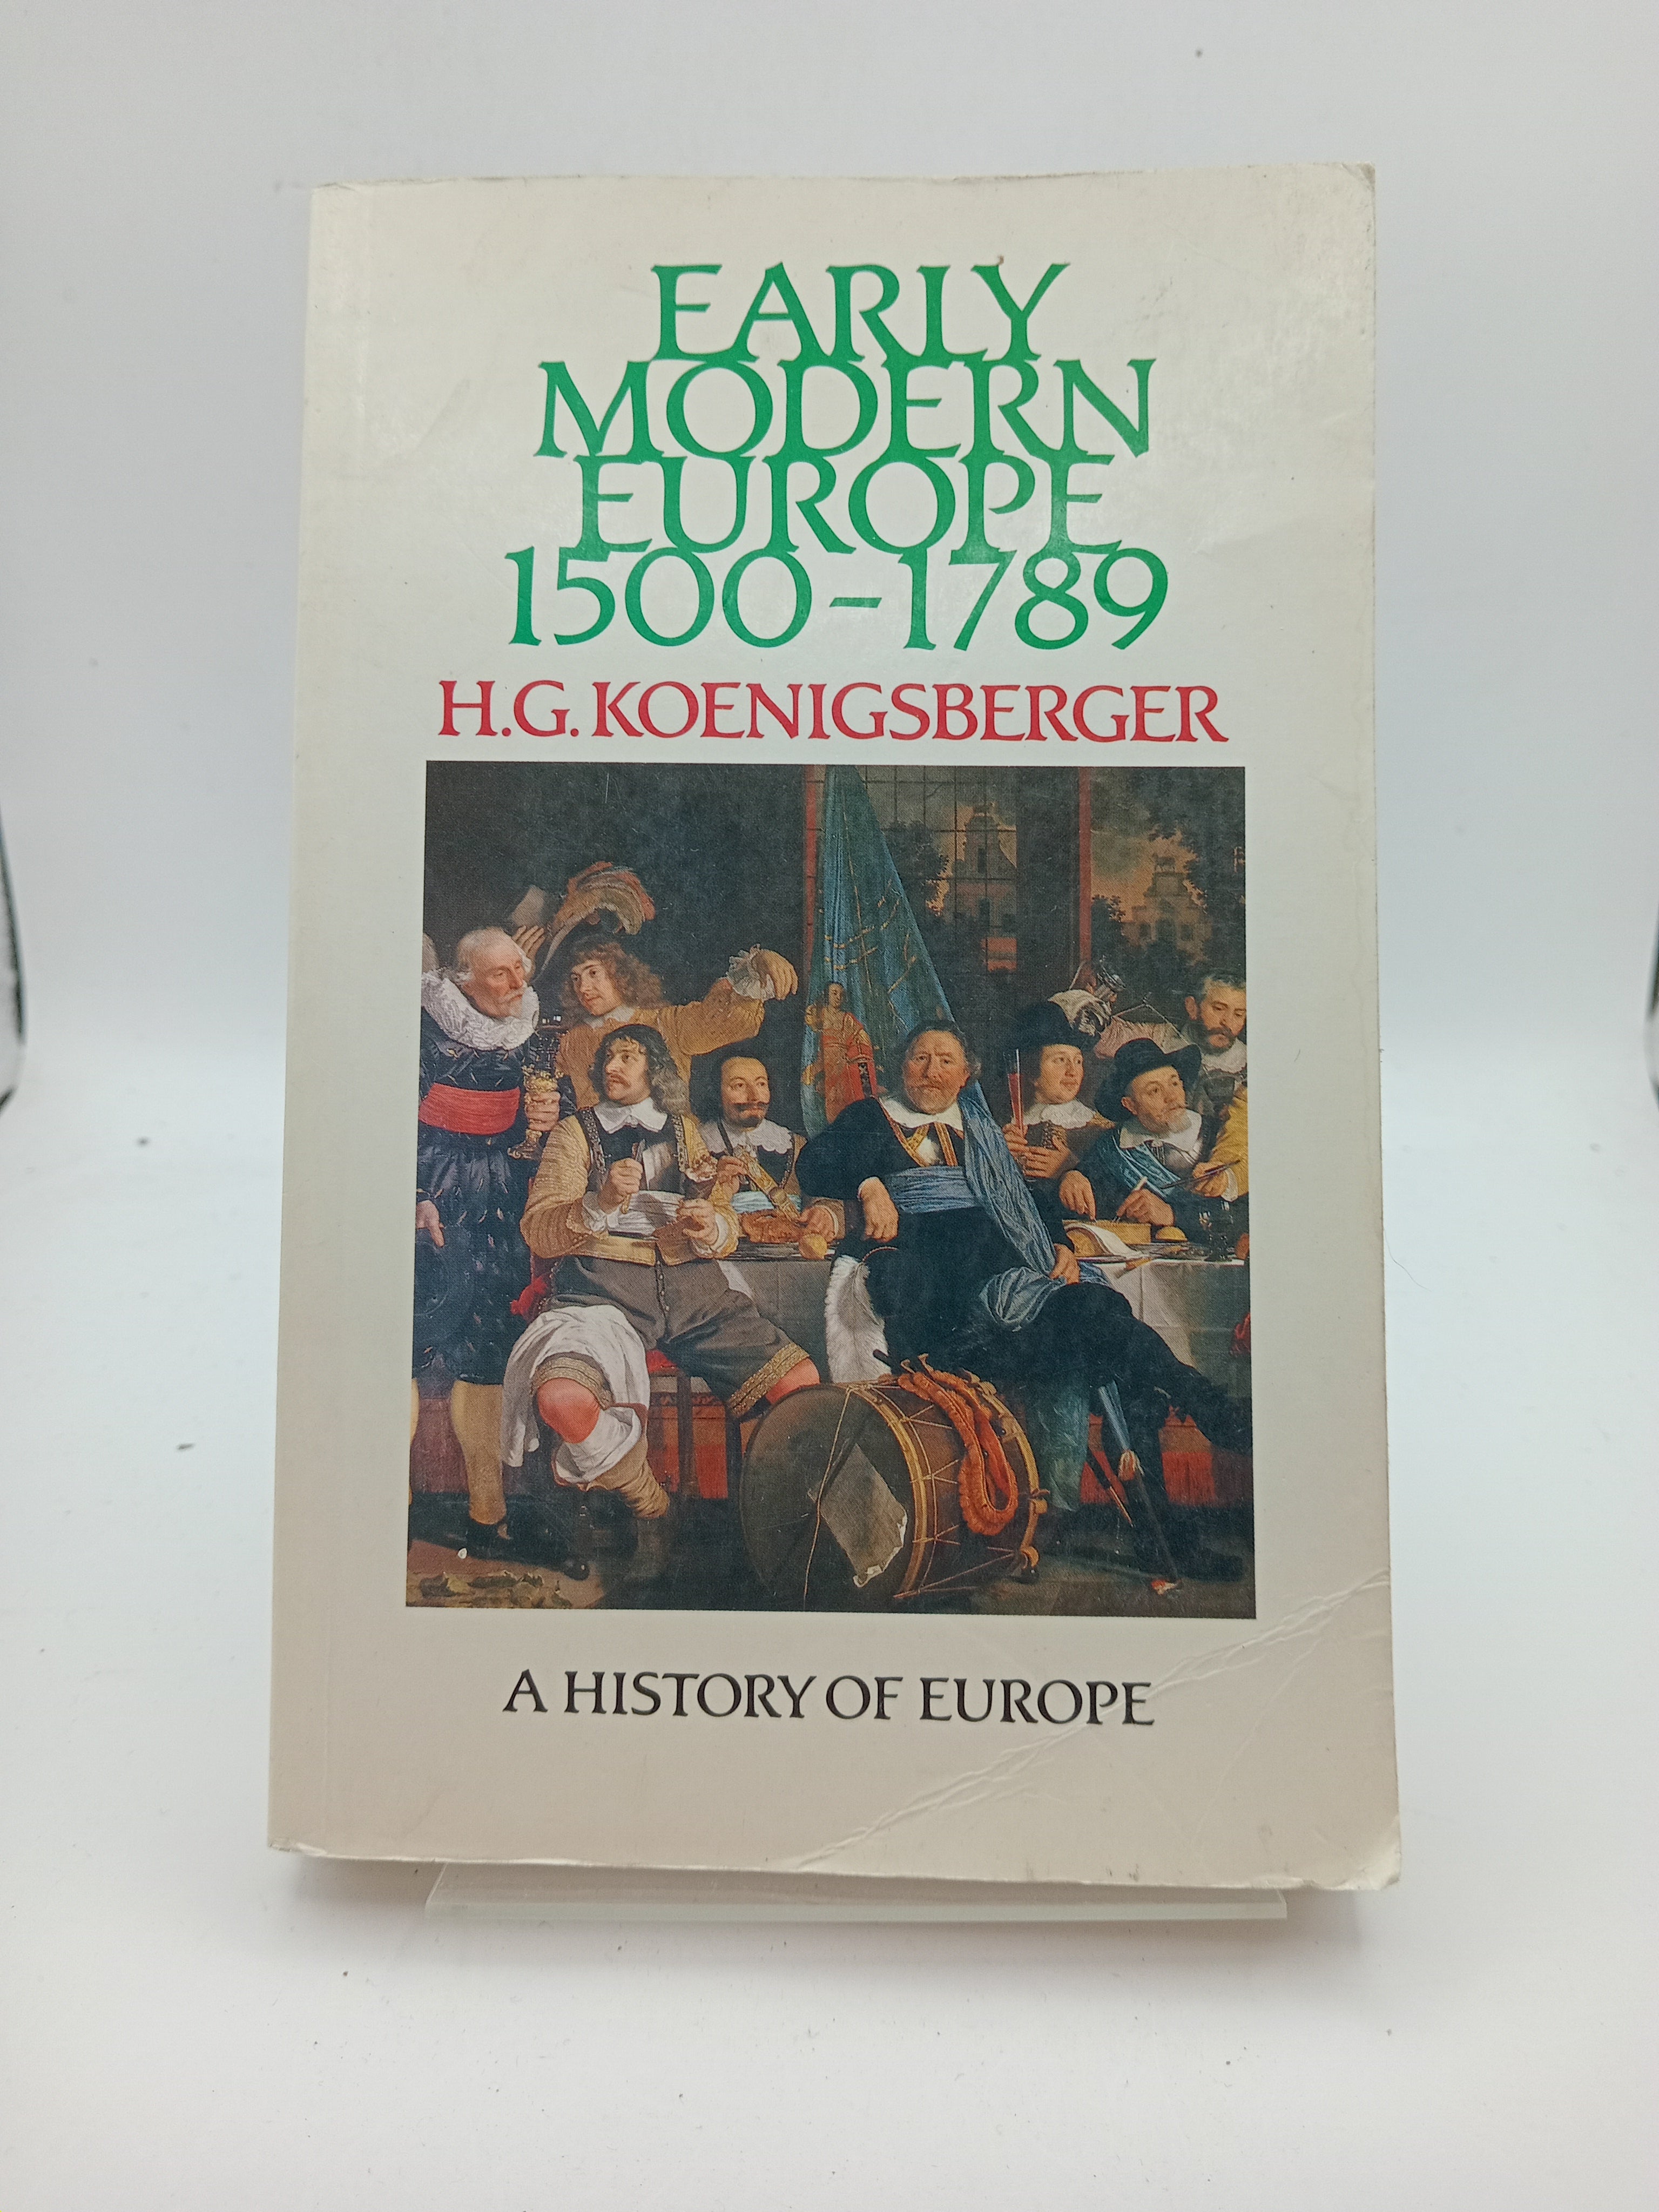 EARLY
MODERN
EUROPE
1500–1789
H.G. KOENIGSBERGER
A HISTORY OF EUROPE